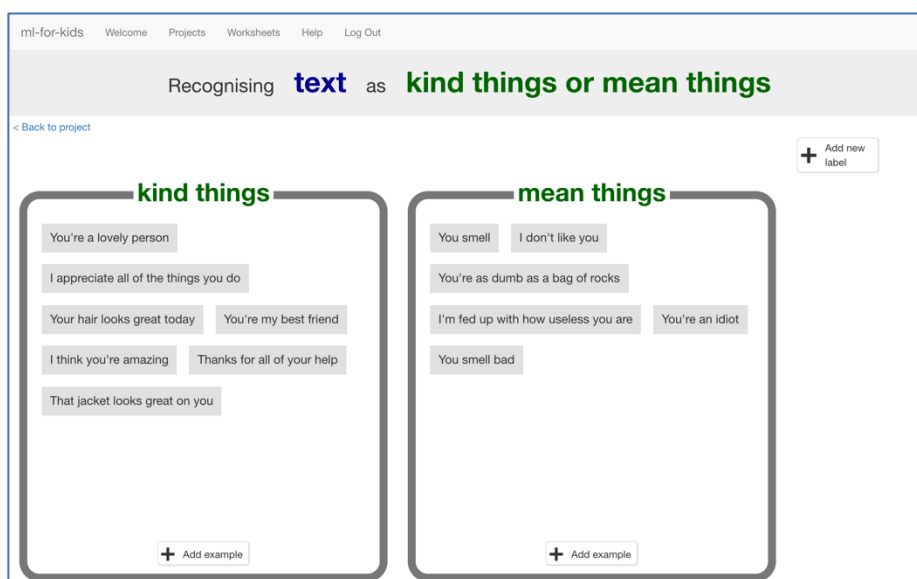 ml-for-kids Welcome Projects Worksheets Help Log Out
Recognising text as kind things or mean things
< Back to project
+ Add new label
kind things
You're a lovely person
I appreciate all of the things you do
Your hair looks great today You're my best friend
I think you're amazing Thanks for all of your help
That jacket looks great on you
+ Add example
mean things
You smell I don't like you
You're as dumb as a bag of rocks
I'm fed up with how useless you are You're an idiot
You smell bad
+ Add example